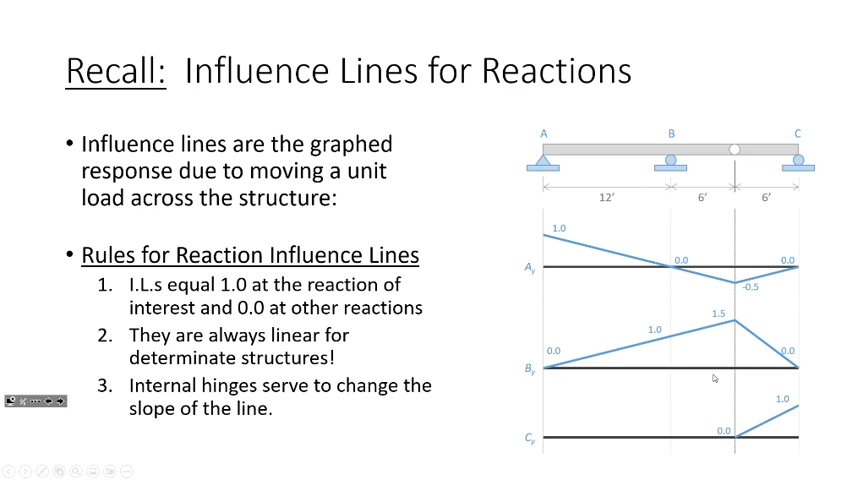 Recall: Influence Lines for Reactions
• Influence lines are the graphed
response due to moving a unit
load across the structure:
• Rules for Reaction Influence Lines
1. I.L.s equal 1.0 at the reaction of
interest and 0.0 at other reactions
2. They are always linear for
determinate structures!
3. Internal hinges serve to change the
slope of the line.
A B C
12' 6' 6'
1.0
Ay 0.0 0.0
-0.5
1.5
1.0
0.0 0.0
By
1.0
0.0
Cy